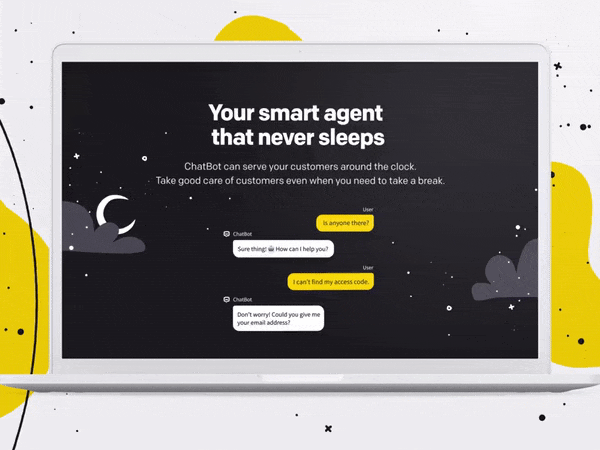 Your smart agent
that never sleeps
ChatBot can serve your customers around the clock.
Take good care of customers even when you need to take a break.
User
Is anyone there?
ChatBot
Sure thing! 🤖 How can I help you?
User
I can't find my access code.
ChatBot
Don't worry! Could you give me
your email address?